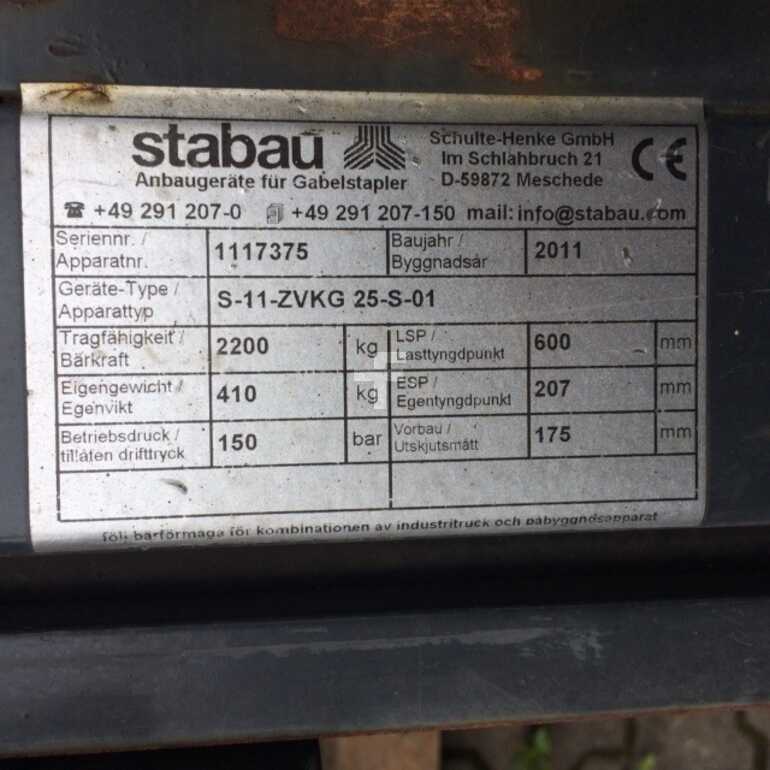 stabau
Anbaugeräte für Gabelstapler
Schulte-Henke GmbH
Im Schlahbruch 21
D-59872 Meschede
CE
+49 291 207-0 +49 291 207-150 mail: info@stabau.com
Seriennr. / Apparatnr. 1117375 Baujahr / Byggnadsår 2011
Geräte-Type / Apparattyp S-11-ZVKG 25-S-01
Tragfähigkeit / Bärkraft 2200 kg LSP / Lasttyngdpunkt 600 mm
Eigengewicht / Egenvikt 410 kg ESP / Egentyngdpunkt 207 mm
Betriebsdruck / tillåten drifttryck 150 bar Vorbau / Utskjutsmått 175 mm
följ barförmaga för kombinationen av industritruck och påbyggndsapparat